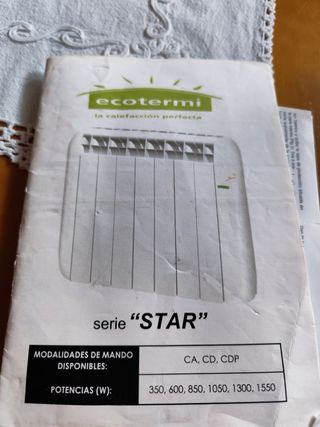 ecotermi
la calefacción perfecta
serie "STAR"
MODALIDADES DE MANDO DISPONIBLES:
CA, CD, CDP
POTENCIAS (W):
350, 600, 850, 1050, 1300, 1550